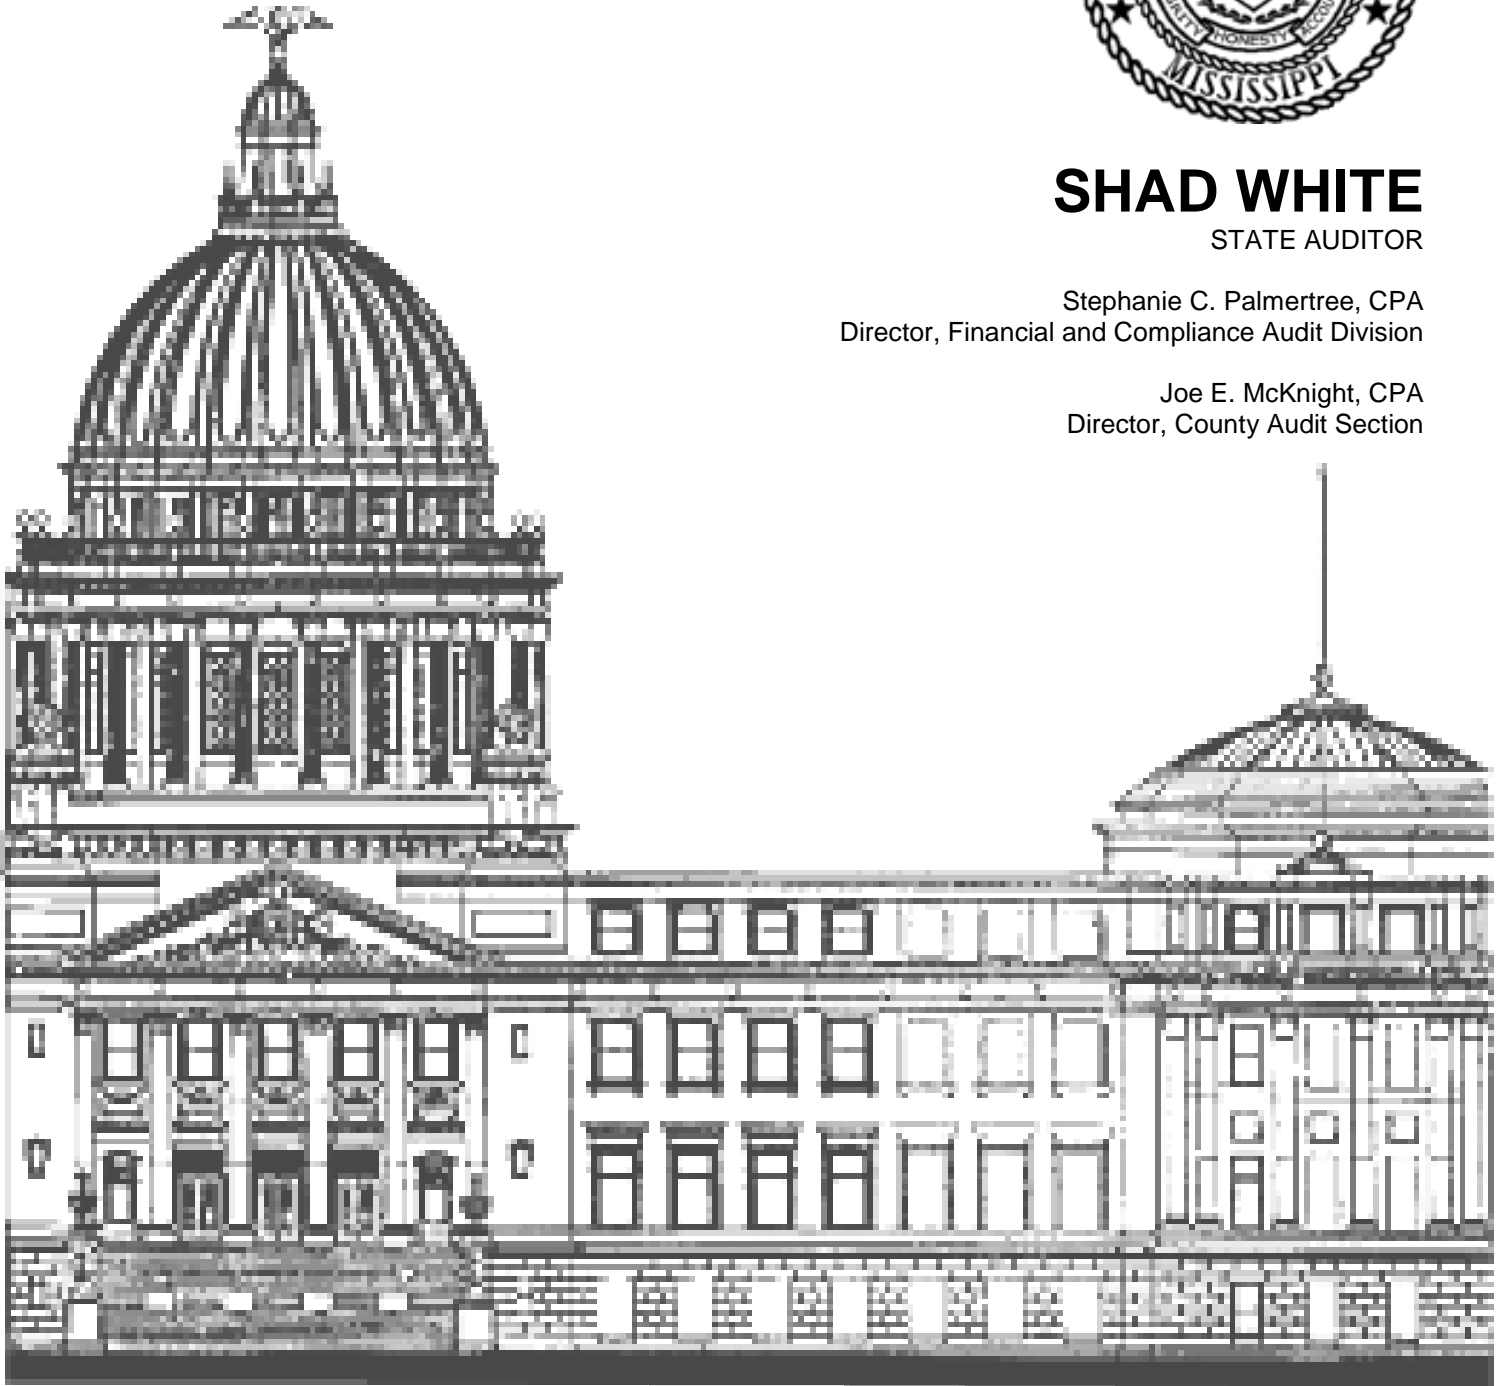 HONESTY
MISSISSIPPI
SHAD WHITE
STATE AUDITOR
Stephanie C. Palmertree, CPA
Director, Financial and Compliance Audit Division
Joe E. McKnight, CPA
Director, County Audit Section